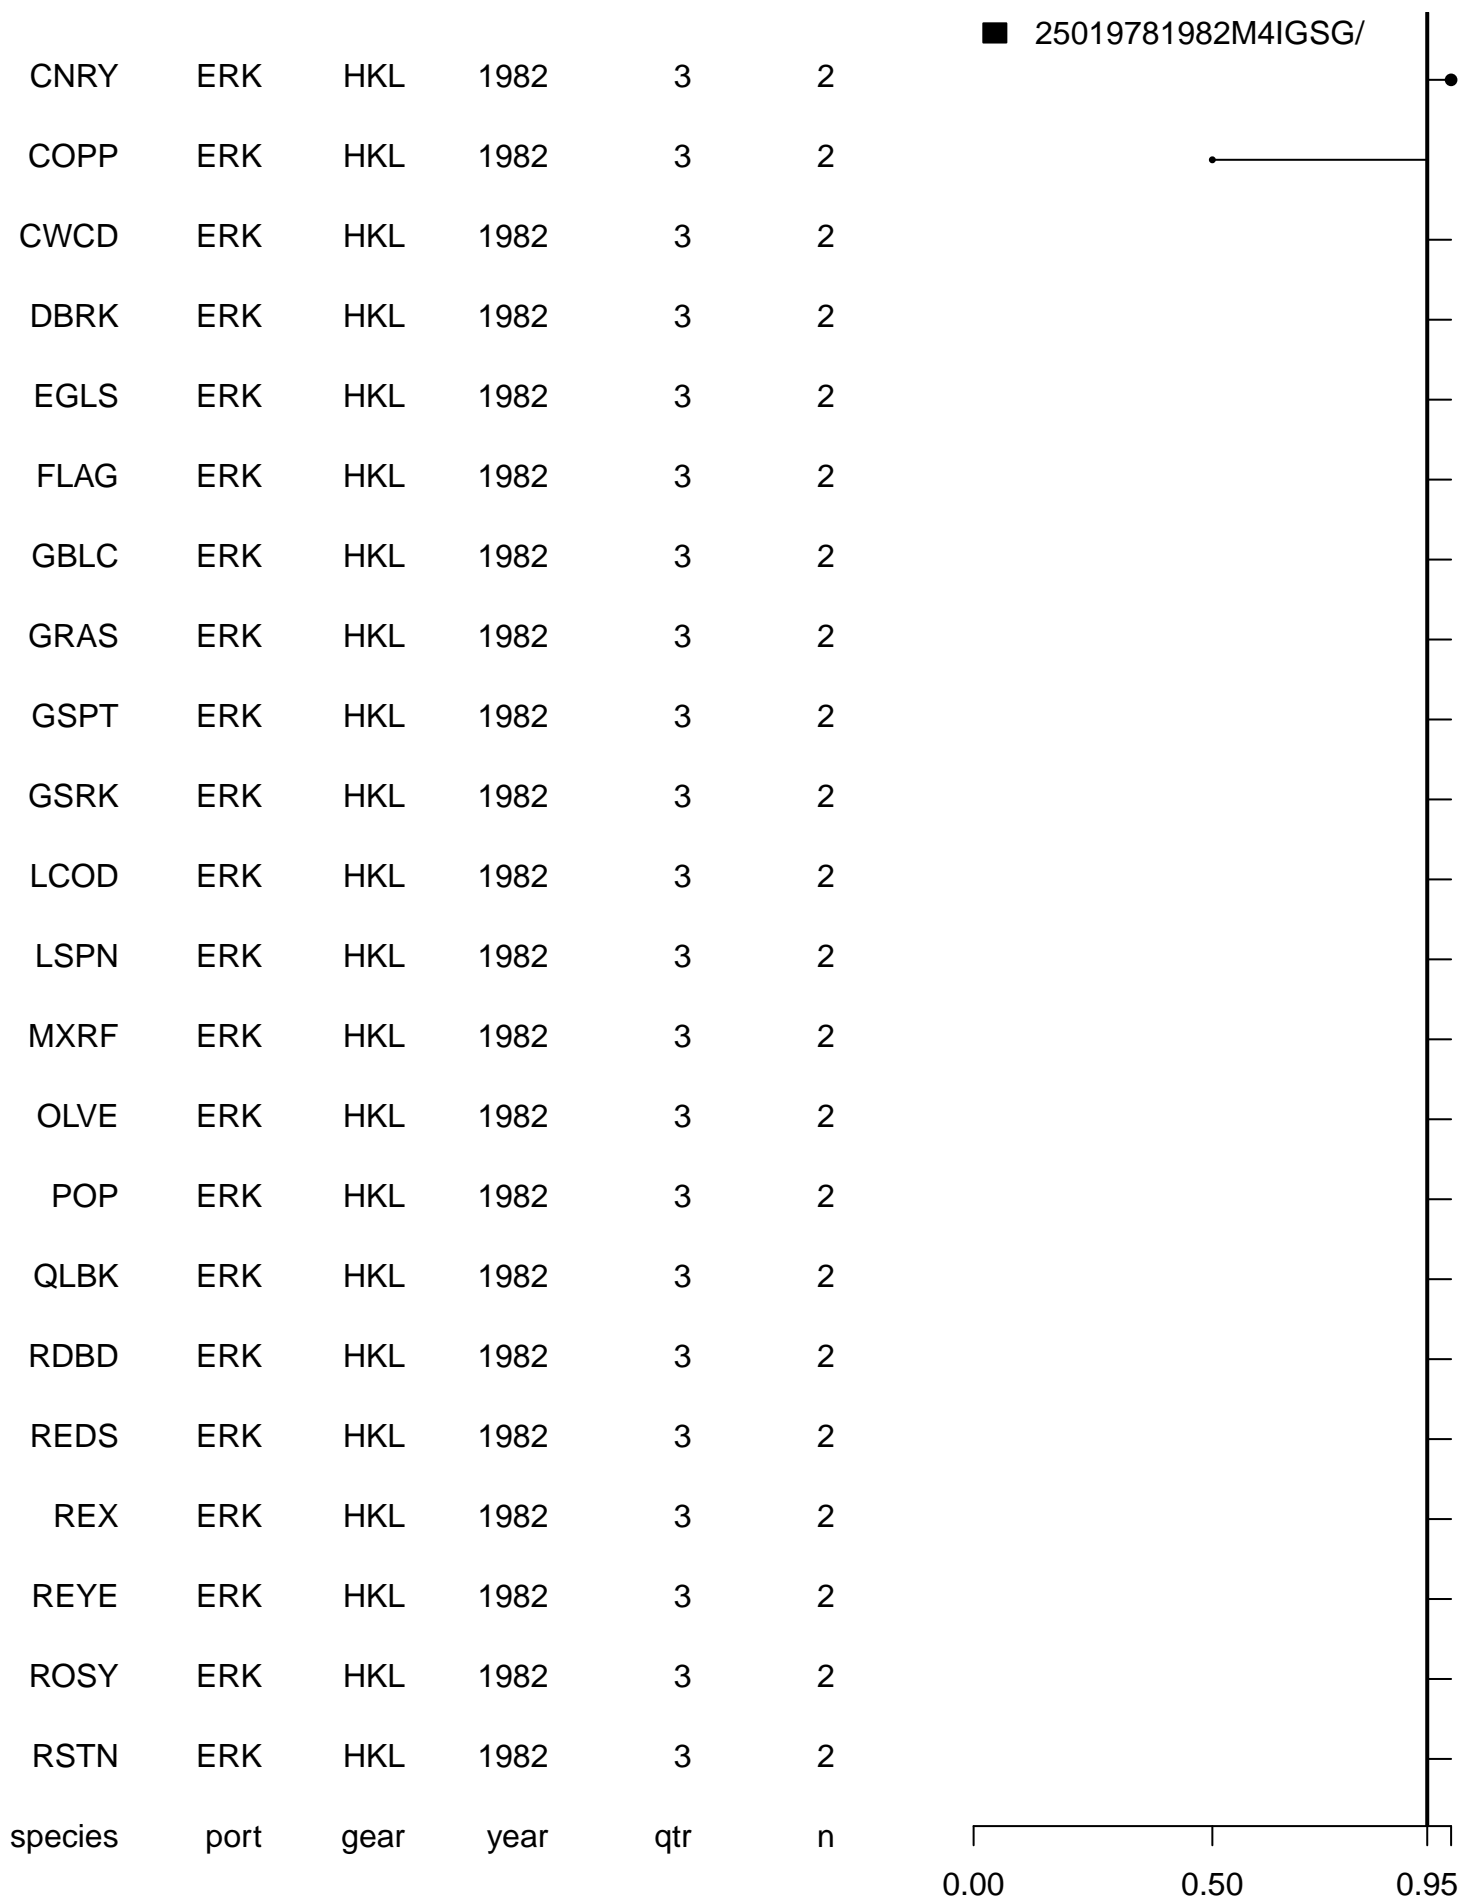 25019781982M4IGSG/
CNRY ERK HKL 1982 3 2
COPP ERK HKL 1982 3 2
CWCD ERK HKL 1982 3 2
DBRK ERK HKL 1982 3 2
EGLS ERK HKL 1982 3 2
FLAG ERK HKL 1982 3 2
GBLC ERK HKL 1982 3 2
GRAS ERK HKL 1982 3 2
GSPT ERK HKL 1982 3 2
GSRK ERK HKL 1982 3 2
LCOD ERK HKL 1982 3 2
LSPN ERK HKL 1982 3 2
MXRF ERK HKL 1982 3 2
OLVE ERK HKL 1982 3 2
POP ERK HKL 1982 3 2
QLBK ERK HKL 1982 3 2
RDBD ERK HKL 1982 3 2
REDS ERK HKL 1982 3 2
REX ERK HKL 1982 3 2
REYE ERK HKL 1982 3 2
ROSY ERK HKL 1982 3 2
RSTN ERK HKL 1982 3 2
species port gear year qtr n
0.00 0.50 0.95